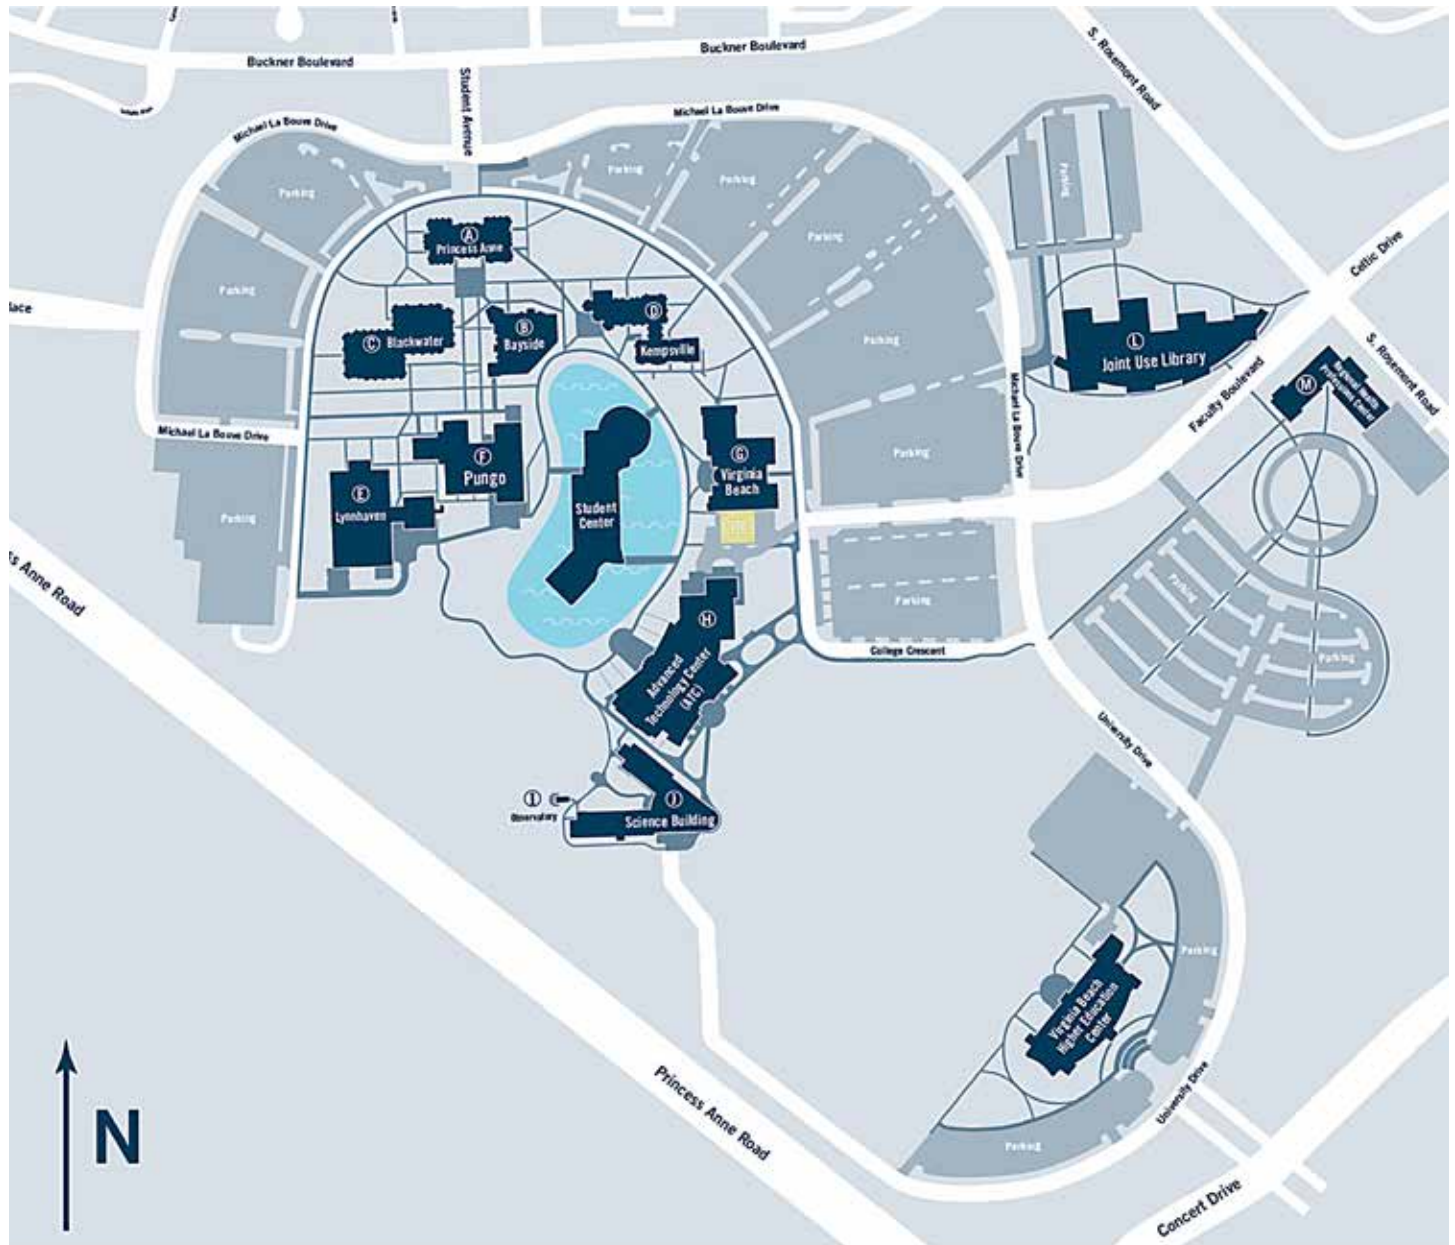 Buckner Boulevard
Buckner Boulevard
S. Rosemont Road
Student Avenue
Michael La Bouve Drive
Michael La Bouve Drive
Parking
Parking
Parking
Parking
Parking
A
Princess Anne
Celtic Drive
Parking
lace
D
Kempsville
B
Bayside
C Blackwater
Parking
L
Joint Use Library
S. Rosemont Road
M
Faculty Boulevard
Michael La Bouve Drive
Michael La Bouve Drive
Parking
F
Pungo
G
Virginia
Beach
E
Lynnhaven
Student
Center
Parking
ss Anne Road
Parking
Parking
H
Advanced
Technology Center
(ATC)
College Crescent
Parking
University Drive
I
Observatory
J
Science Building
Parking
Virginia Beach
Higher Education
Center
University Drive
Princess Anne Road
Parking
N
Concert Drive